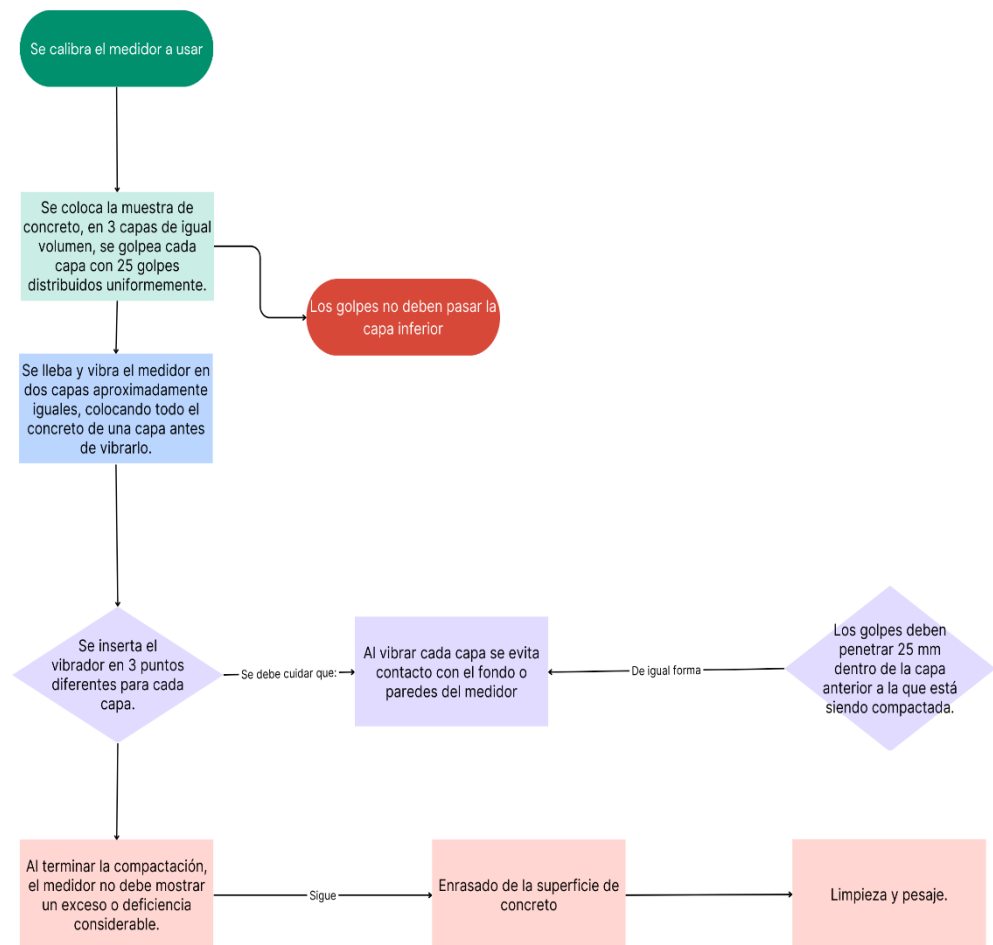 Se calibra el medidor a usar
Se coloca la muestra de
concreto, en 3 capas de igual
volumen, se golpea cada
capa con 25 golpes
distribuidos uniformemente.
Los golpes no deben pasar la
capa inferior
Se lleba y vibra el medidor en
dos capas aproximadamente
iguales, colocando todo el
concreto de una capa antes
de vibrarlo.
Se inserta el
vibrador en 3 puntos
diferentes para cada
capa.
Se debe cuidar que:
Al vibrar cada capa se evita
contacto con el fondo o
paredes del medidor
De igual forma
Los golpes deben
penetrar 25 mm
dentro de la capa
anterior a la que está
siendo compactada.
Al terminar la compactación,
el medidor no debe mostrar
un exceso o deficiencia
considerable.
Sigue
Enrasado de la superficie de
concreto
Limpieza y pesaje.